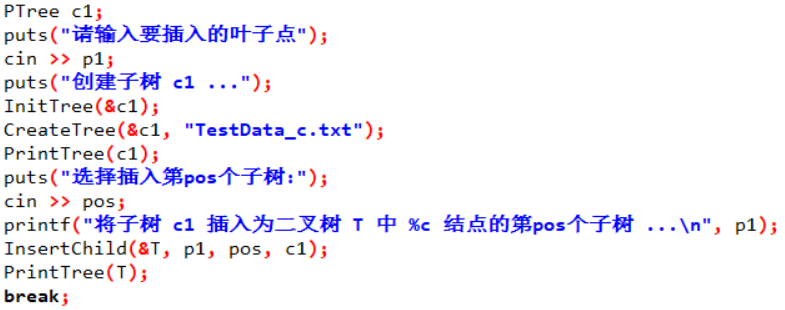 PTree c1;
puts("请输入要插入的叶子点");
cin >> p1;
puts("创建子树 c1 ...");
InitTree(&c1);
CreateTree(&c1, "TestData_c.txt");
PrintTree(c1);
puts("选择插入第pos个子树:");
cin >> pos;
printf("将子树 c1 插入为二叉树 T 中 %c 结点的第pos个子树 ...\n", p1);
InsertChild(&T, p1, pos, c1);
PrintTree(T);
break;